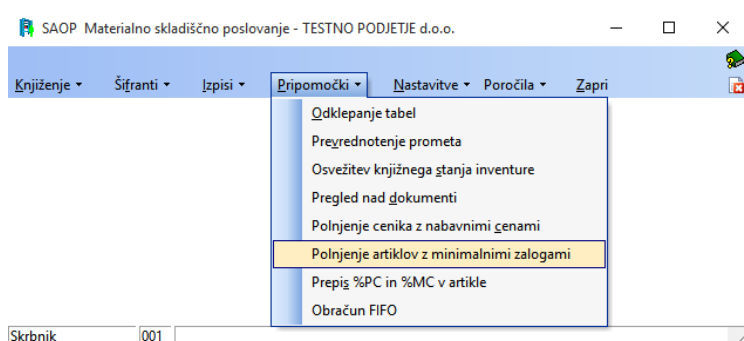 SAOP Materialno skladiščno poslovanje - TESTNO PODJETJE d.o.o.
Knjiženje Šifranti Izpisi Pripomočki Nastavitve Poročila Zapri
Odklepanje tabel
Prevrednotenje prometa
Osvežitev knjižnega stanja inventure
Pregled nad dokumenti
Polnjenje cenika z nabavnimi cenami
Polnjenje artiklov z minimalnimi zalogami
Prepis %PC in %MC v artikle
Obračun FIFO
Skrbnik 001